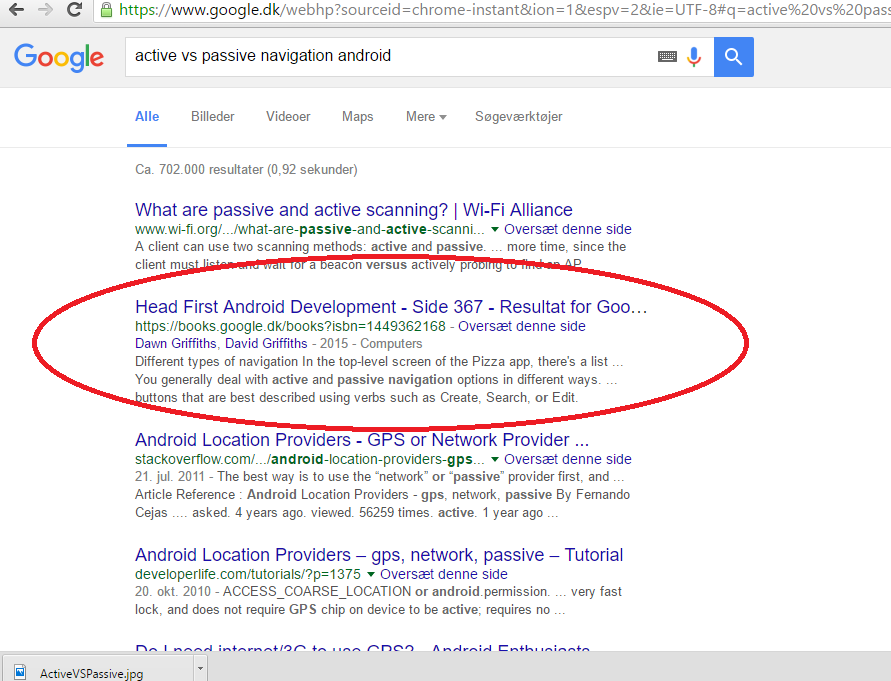 https://www.google.dk/webhp?sourceid=chrome-instant&ion=1&espv=2&ie=UTF-8#q=active%20vs%20pas
Google
active vs passive navigation android
Alle Billeder Videoer Maps Mere Søgeværktøjer
Ca. 702.000 resultater (0,92 sekunder)
What are passive and active scanning? | Wi-Fi Alliance
www.wi-fi.org/.../what-are-passive-and-active-scanni... Oversæt denne side
A client can use two scanning methods: active and passive. ... more time, since the
client must listen and wait for a beacon versus actively probing to find an AP.
Head First Android Development - Side 367 - Resultat for Goo...
https://books.google.dk/books?isbn=1449362168 - Oversæt denne side
Dawn Griffiths, David Griffiths - 2015 - Computers
Different types of navigation In the top-level screen of the Pizza app, there's a list ...
You generally deal with active and passive navigation options in different ways. ...
buttons that are best described using verbs such as Create, Search, or Edit.
Android Location Providers - GPS or Network Provider ...
stackoverflow.com/.../android-location-providers-gps... Oversæt denne side
21. jul. 2011 - The best way is to use the “network” or “passive” provider first, and ...
Article Reference : Android Location Providers - gps, network, passive By Fernando
Cejas .... asked. 4 years ago. viewed. 56259 times. active. 1 year ago ...
Android Location Providers – gps, network, passive – Tutorial
developerlife.com/tutorials/?p=1375 Oversæt denne side
20. okt. 2010 - ACCESS_COARSE_LOCATION or android.permission. ... very fast
lock, and does not require GPS chip on device to be active; requires no ...
Do I need internet/3G to use GPS? - Android Enthusiasts
ActiveVSPassive.jpg